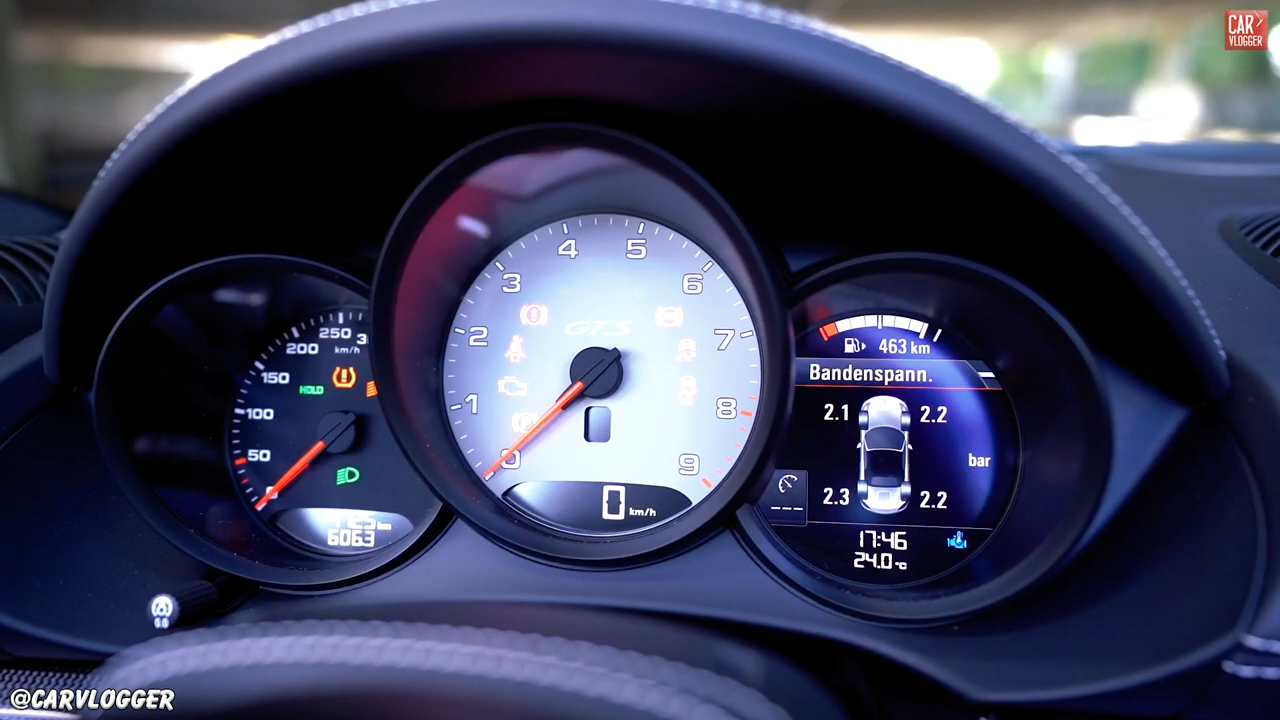 CAR
VLOGGER
50
100
150
200
250
3
km/h
HOLD
6063
0
1
2
3
4
5
6
7
8
9
GTS
0 km/h
463 km
Bandenspann.
2.1 2.2
bar
2.3 2.2
---
17:46
24.0 °C
@CARVLOGGER